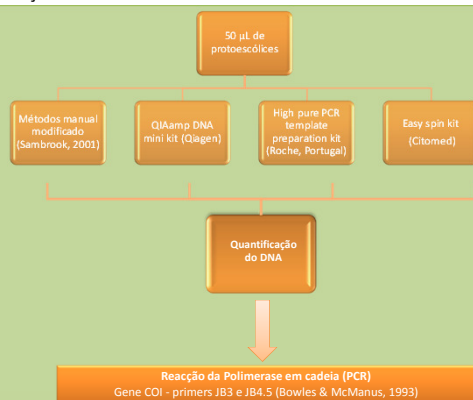 50 µL de
protoescólices
Métodos manual
modificado
(Sambrook, 2001)
QIAamp DNA
mini kit (Qiagen)
High pure PCR
template
preparation kit
(Roche, Portugal)
Easy spin kit
(Citomed)
Quantificação
do DNA
Reacção da Polimerase em cadeia (PCR)
Gene COI - primers JB3 e JB4.5 (Bowles & McManus, 1993)